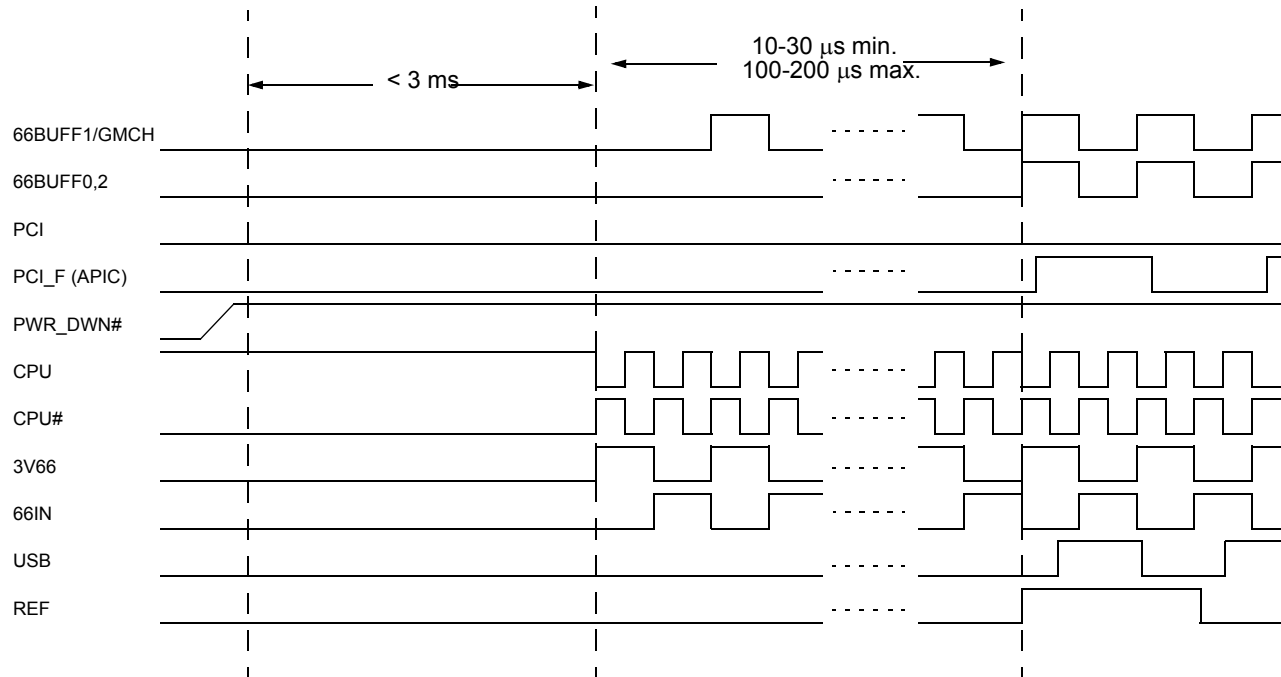 10-30 μs min.
100-200 μs max.
< 3 ms
66BUFF1/GMCH
66BUFF0,2
PCI
PCI_F (APIC)
PWR_DWN#
CPU
CPU#
3V66
66IN
USB
REF